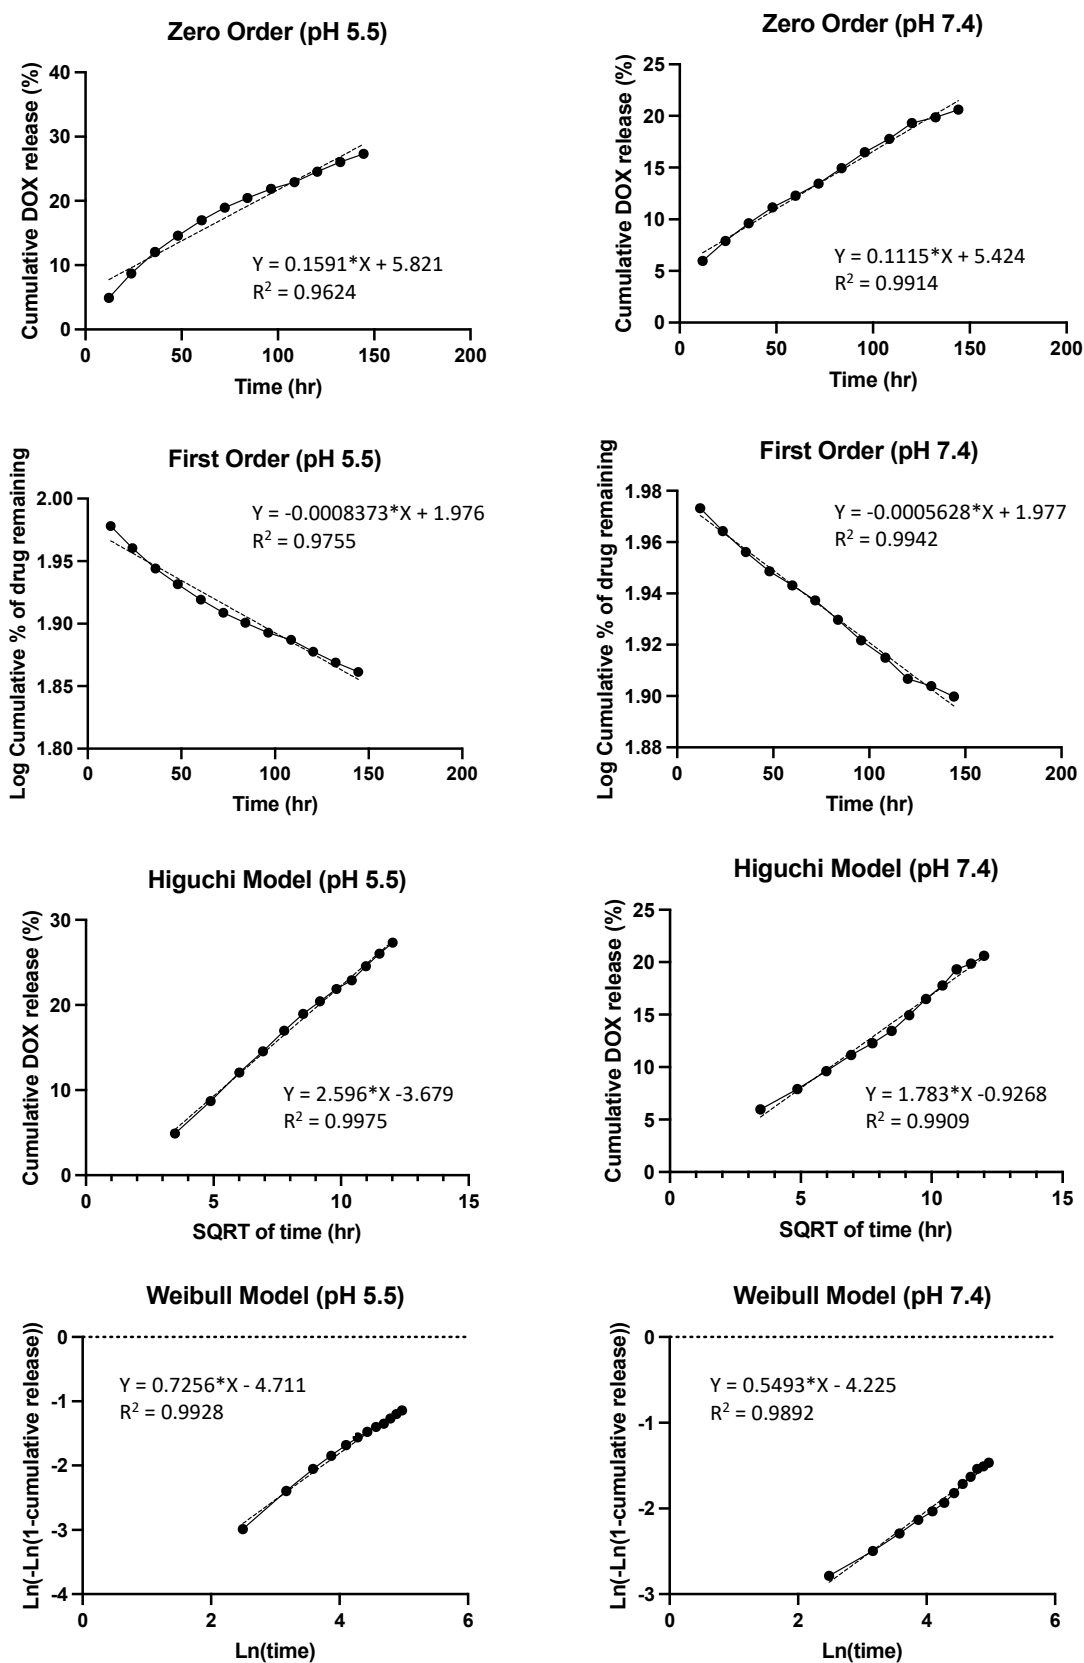 Zero Order (pH 5.5)
Cumulative DOX release (%)
40
30
20
10
0
Y = 0.1591*X + 5.821
R² = 0.9624
0 50 100 150 200
Time (hr)
Zero Order (pH 7.4)
Cumulative DOX release (%)
25
20
15
10
5
0
Y = 0.1115*X + 5.424
R² = 0.9914
0 50 100 150 200
Time (hr)
First Order (pH 5.5)
Log Cumulative % of drug remaining
2.00
1.95
1.90
1.85
1.80
Y = -0.0008373*X + 1.976
R² = 0.9755
0 50 100 150 200
Time (hr)
First Order (pH 7.4)
Log Cumulative % of drug remaining
1.98
1.96
1.94
1.92
1.90
1.88
Y = -0.0005628*X + 1.977
R² = 0.9942
0 50 100 150 200
Time (hr)
Higuchi Model (pH 5.5)
Cumulative DOX release (%)
30
20
10
0
Y = 2.596*X -3.679
R² = 0.9975
0 5 10 15
SQRT of time (hr)
Higuchi Model (pH 7.4)
Cumulative DOX release (%)
25
20
15
10
5
0
Y = 1.783*X -0.9268
R² = 0.9909
0 5 10 15
SQRT of time (hr)
Weibull Model (pH 5.5)
Ln(-Ln(1-cumulative release))
0
-1
-2
-3
-4
Y = 0.7256*X - 4.711
R² = 0.9928
0 2 4 6
Ln(time)
Weibull Model (pH 7.4)
Ln(-Ln(1-cumulative release))
0
-1
-2
-3
Y = 0.5493*X - 4.225
R² = 0.9892
0 2 4 6
Ln(time)